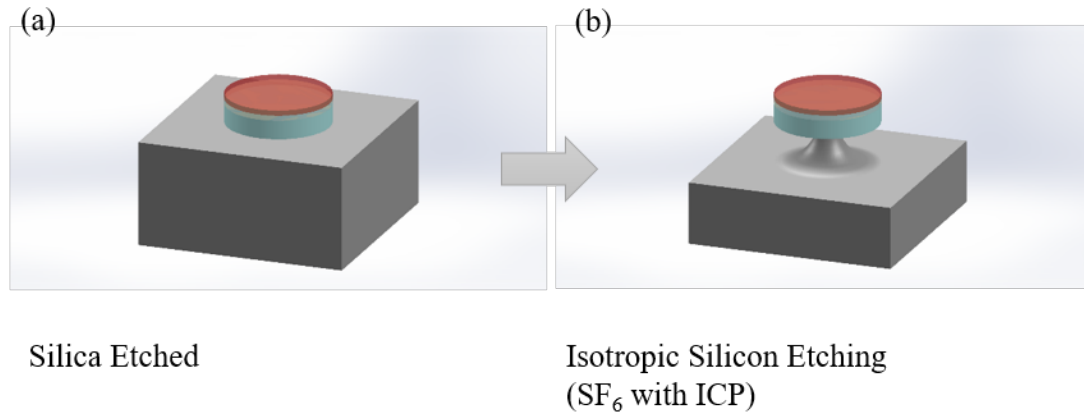 (a)
(b)
Silica Etched
Isotropic Silicon Etching
(SF₆ with ICP)